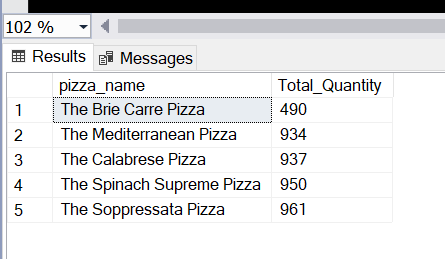 102 %
Results Messages
pizza_name Total_Quantity
1 The Brie Carre Pizza 490
2 The Mediterranean Pizza 934
3 The Calabrese Pizza 937
4 The Spinach Supreme Pizza 950
5 The Soppressata Pizza 961